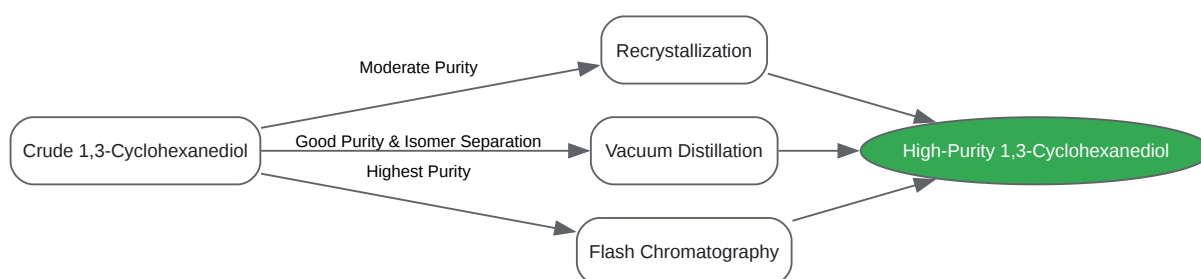 Recrystallization
Moderate Purity
Crude 1,3-Cyclohexanediol
Good Purity & Isomer Separation
Vacuum Distillation
High-Purity 1,3-Cyclohexanediol
Highest Purity
Flash Chromatography